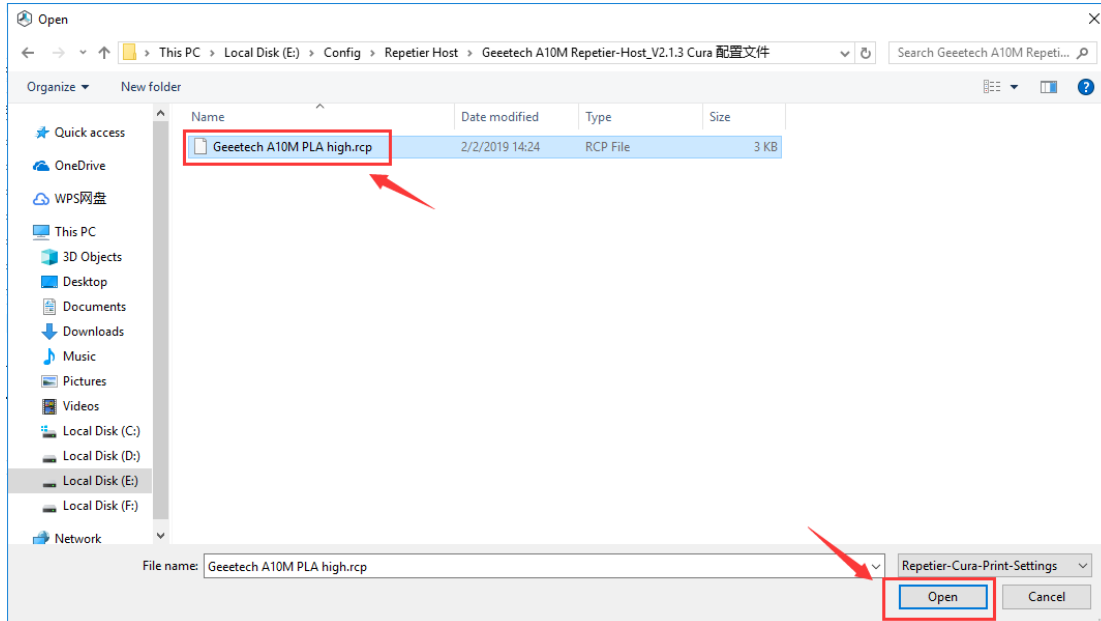 Open
This PC > Local Disk (E:) > Config > Repetier Host > Geeetech A10M Repetier-Host_V2.1.3 Cura 配置文件
Search Geeetech A10M Repeti...
Organize New folder
Name Date modified Type Size
Geeetech A10M PLA high.rcp 2/2/2019 14:24 RCP File 3 KB
Quick access
OneDrive
WPS网盘
This PC
3D Objects
Desktop
Documents
Downloads
Music
Pictures
Videos
Local Disk (C:)
Local Disk (D:)
Local Disk (E:)
Local Disk (F:)
Network
File name: Geeetech A10M PLA high.rcp Repetier-Cura-Print-Settings
Open Cancel